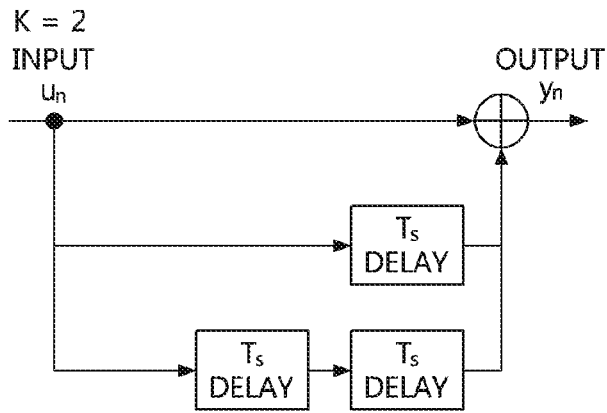 K = 2
INPUT
uₙ
OUTPUT
yₙ
Tₛ
DELAY
Tₛ
DELAY
Tₛ
DELAY